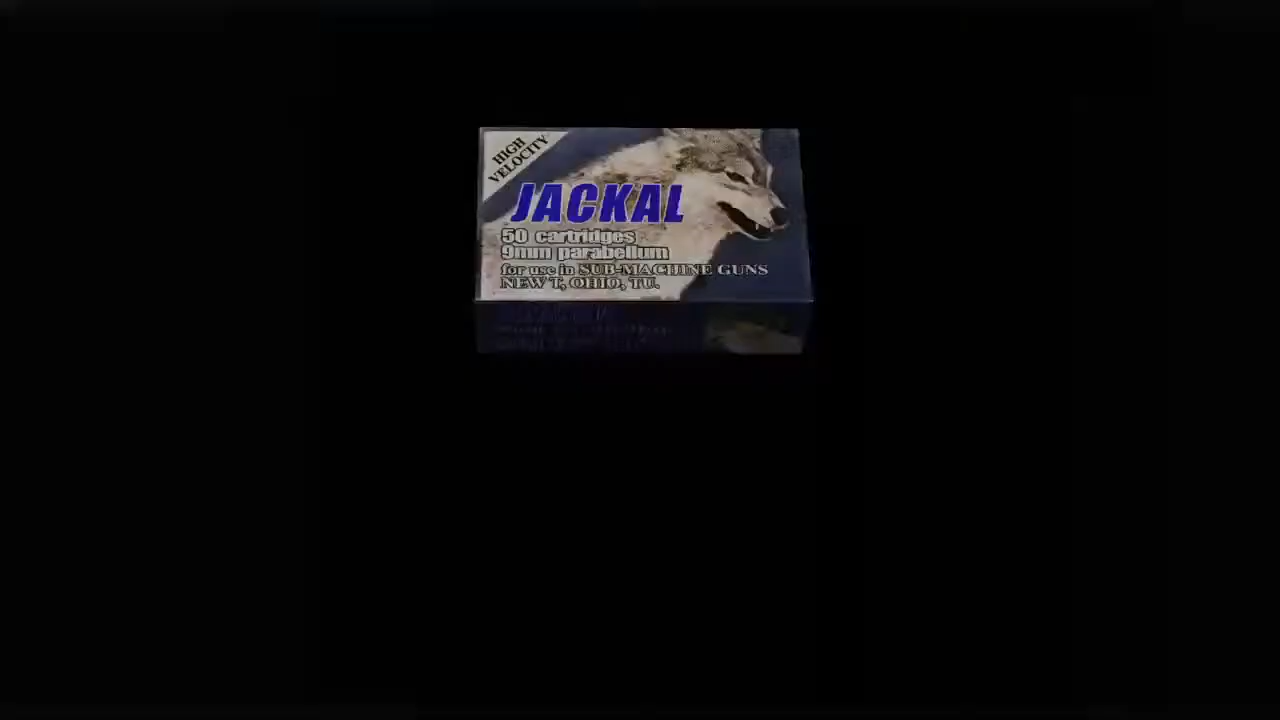 HIGH
VELOCITY
JACKAL
50 cartridges
9mm parabellum
for use in SUB-MACHINE GUNS
NEW T, OHIO, TU.